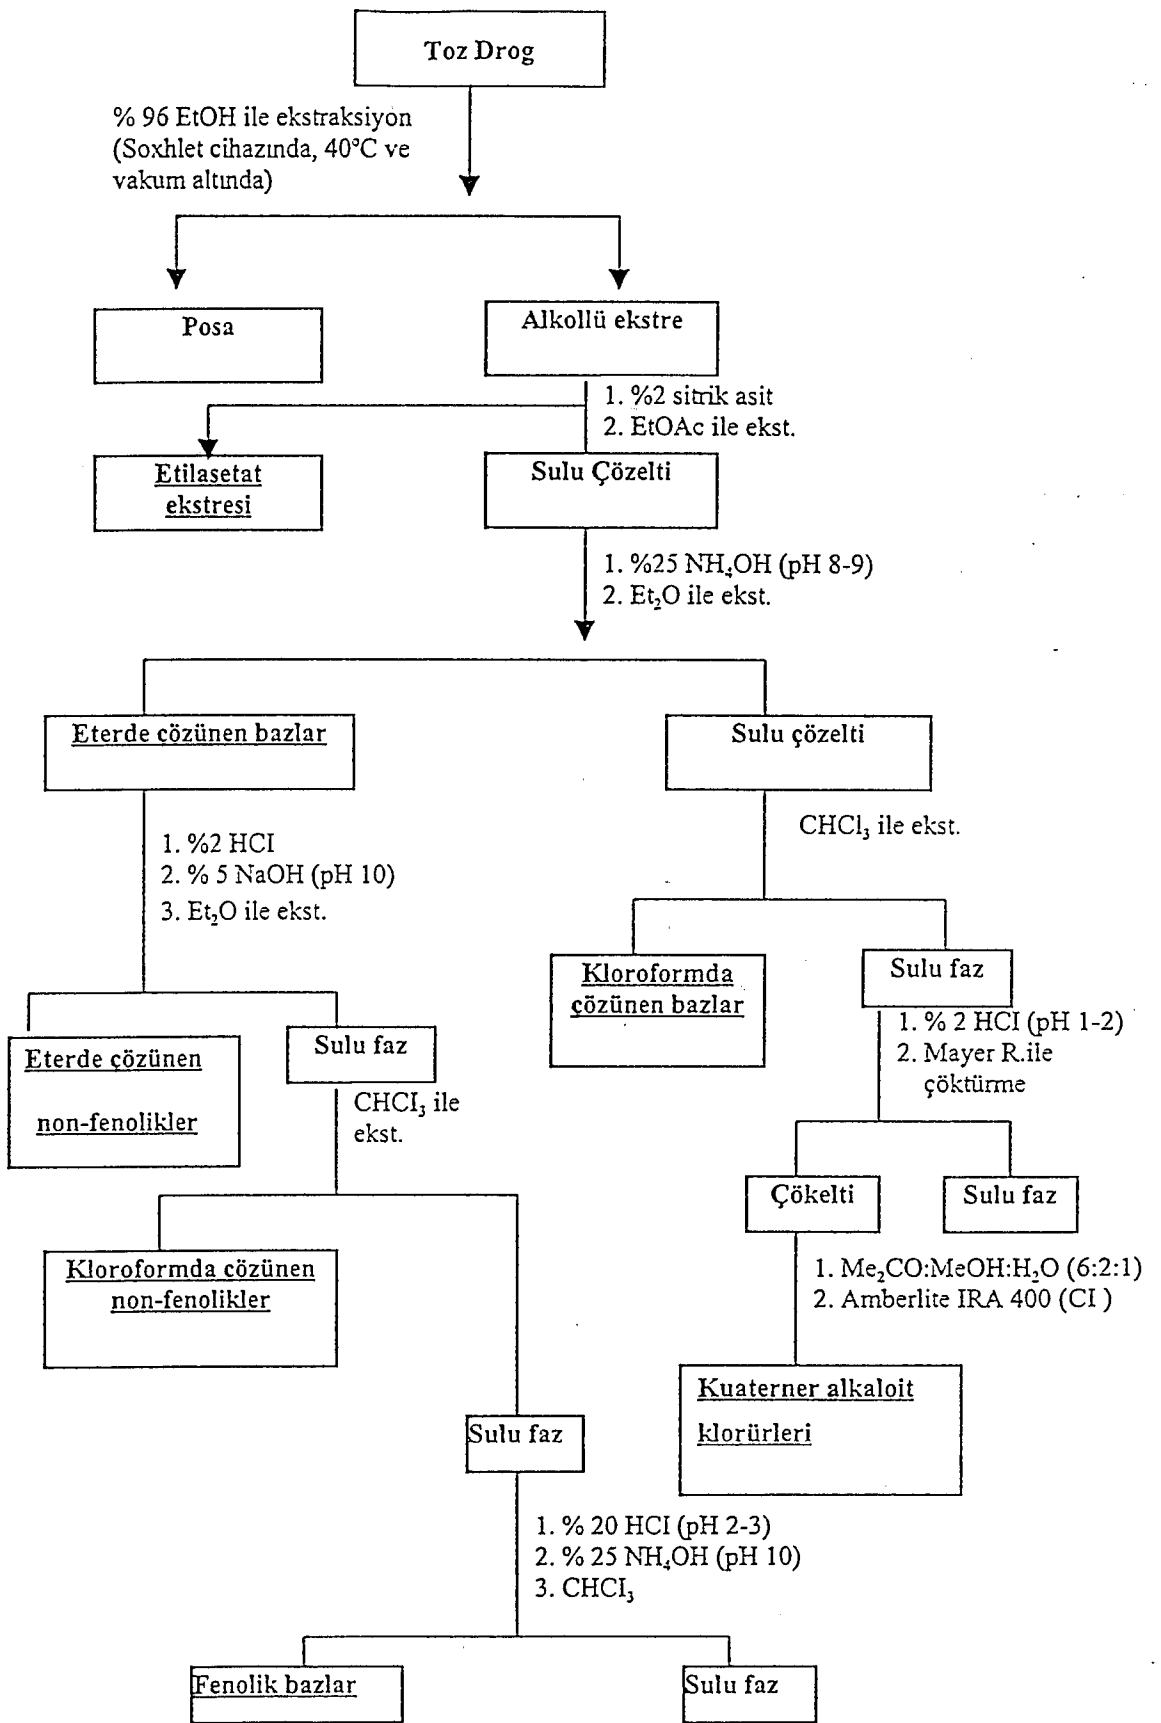 Toz Drog
% 96 EtOH ile ekstraksiyon
(Soxhlet cihazında, 40°C ve
vakum altında)
Posa
Alkollü ekstre
1. %2 sitrik asit
2. EtOAc ile ekst.
Etilasetat
ekstresi
Sulu Çözelti
1. %25 NH₄OH (pH 8-9)
2. Et₂O ile ekst.
Eterde çözünen bazlar
Sulu çözelti
1. %2 HCI
2. % 5 NaOH (pH 10)
3. Et₂O ile ekst.
CHCl₃ ile ekst.
Eterde çözünen
non-fenolikler
Sulu faz
CHCI₃ ile
ekst.
Kloroformda
çözünen bazlar
Sulu faz
1. % 2 HCI (pH 1-2)
2. Mayer R.ile
çöktürme
Çökelti
Sulu faz
Kloroformda çözünen
non-fenolikler
1. Me₂CO:MeOH:H₂O (6:2:1)
2. Amberlite IRA 400 (CI )
Kuaterner alkaloit
klorürleri
Sulu faz
1. % 20 HCI (pH 2-3)
2. % 25 NH₄OH (pH 10)
3. CHCI₃
Fenolik bazlar
Sulu faz